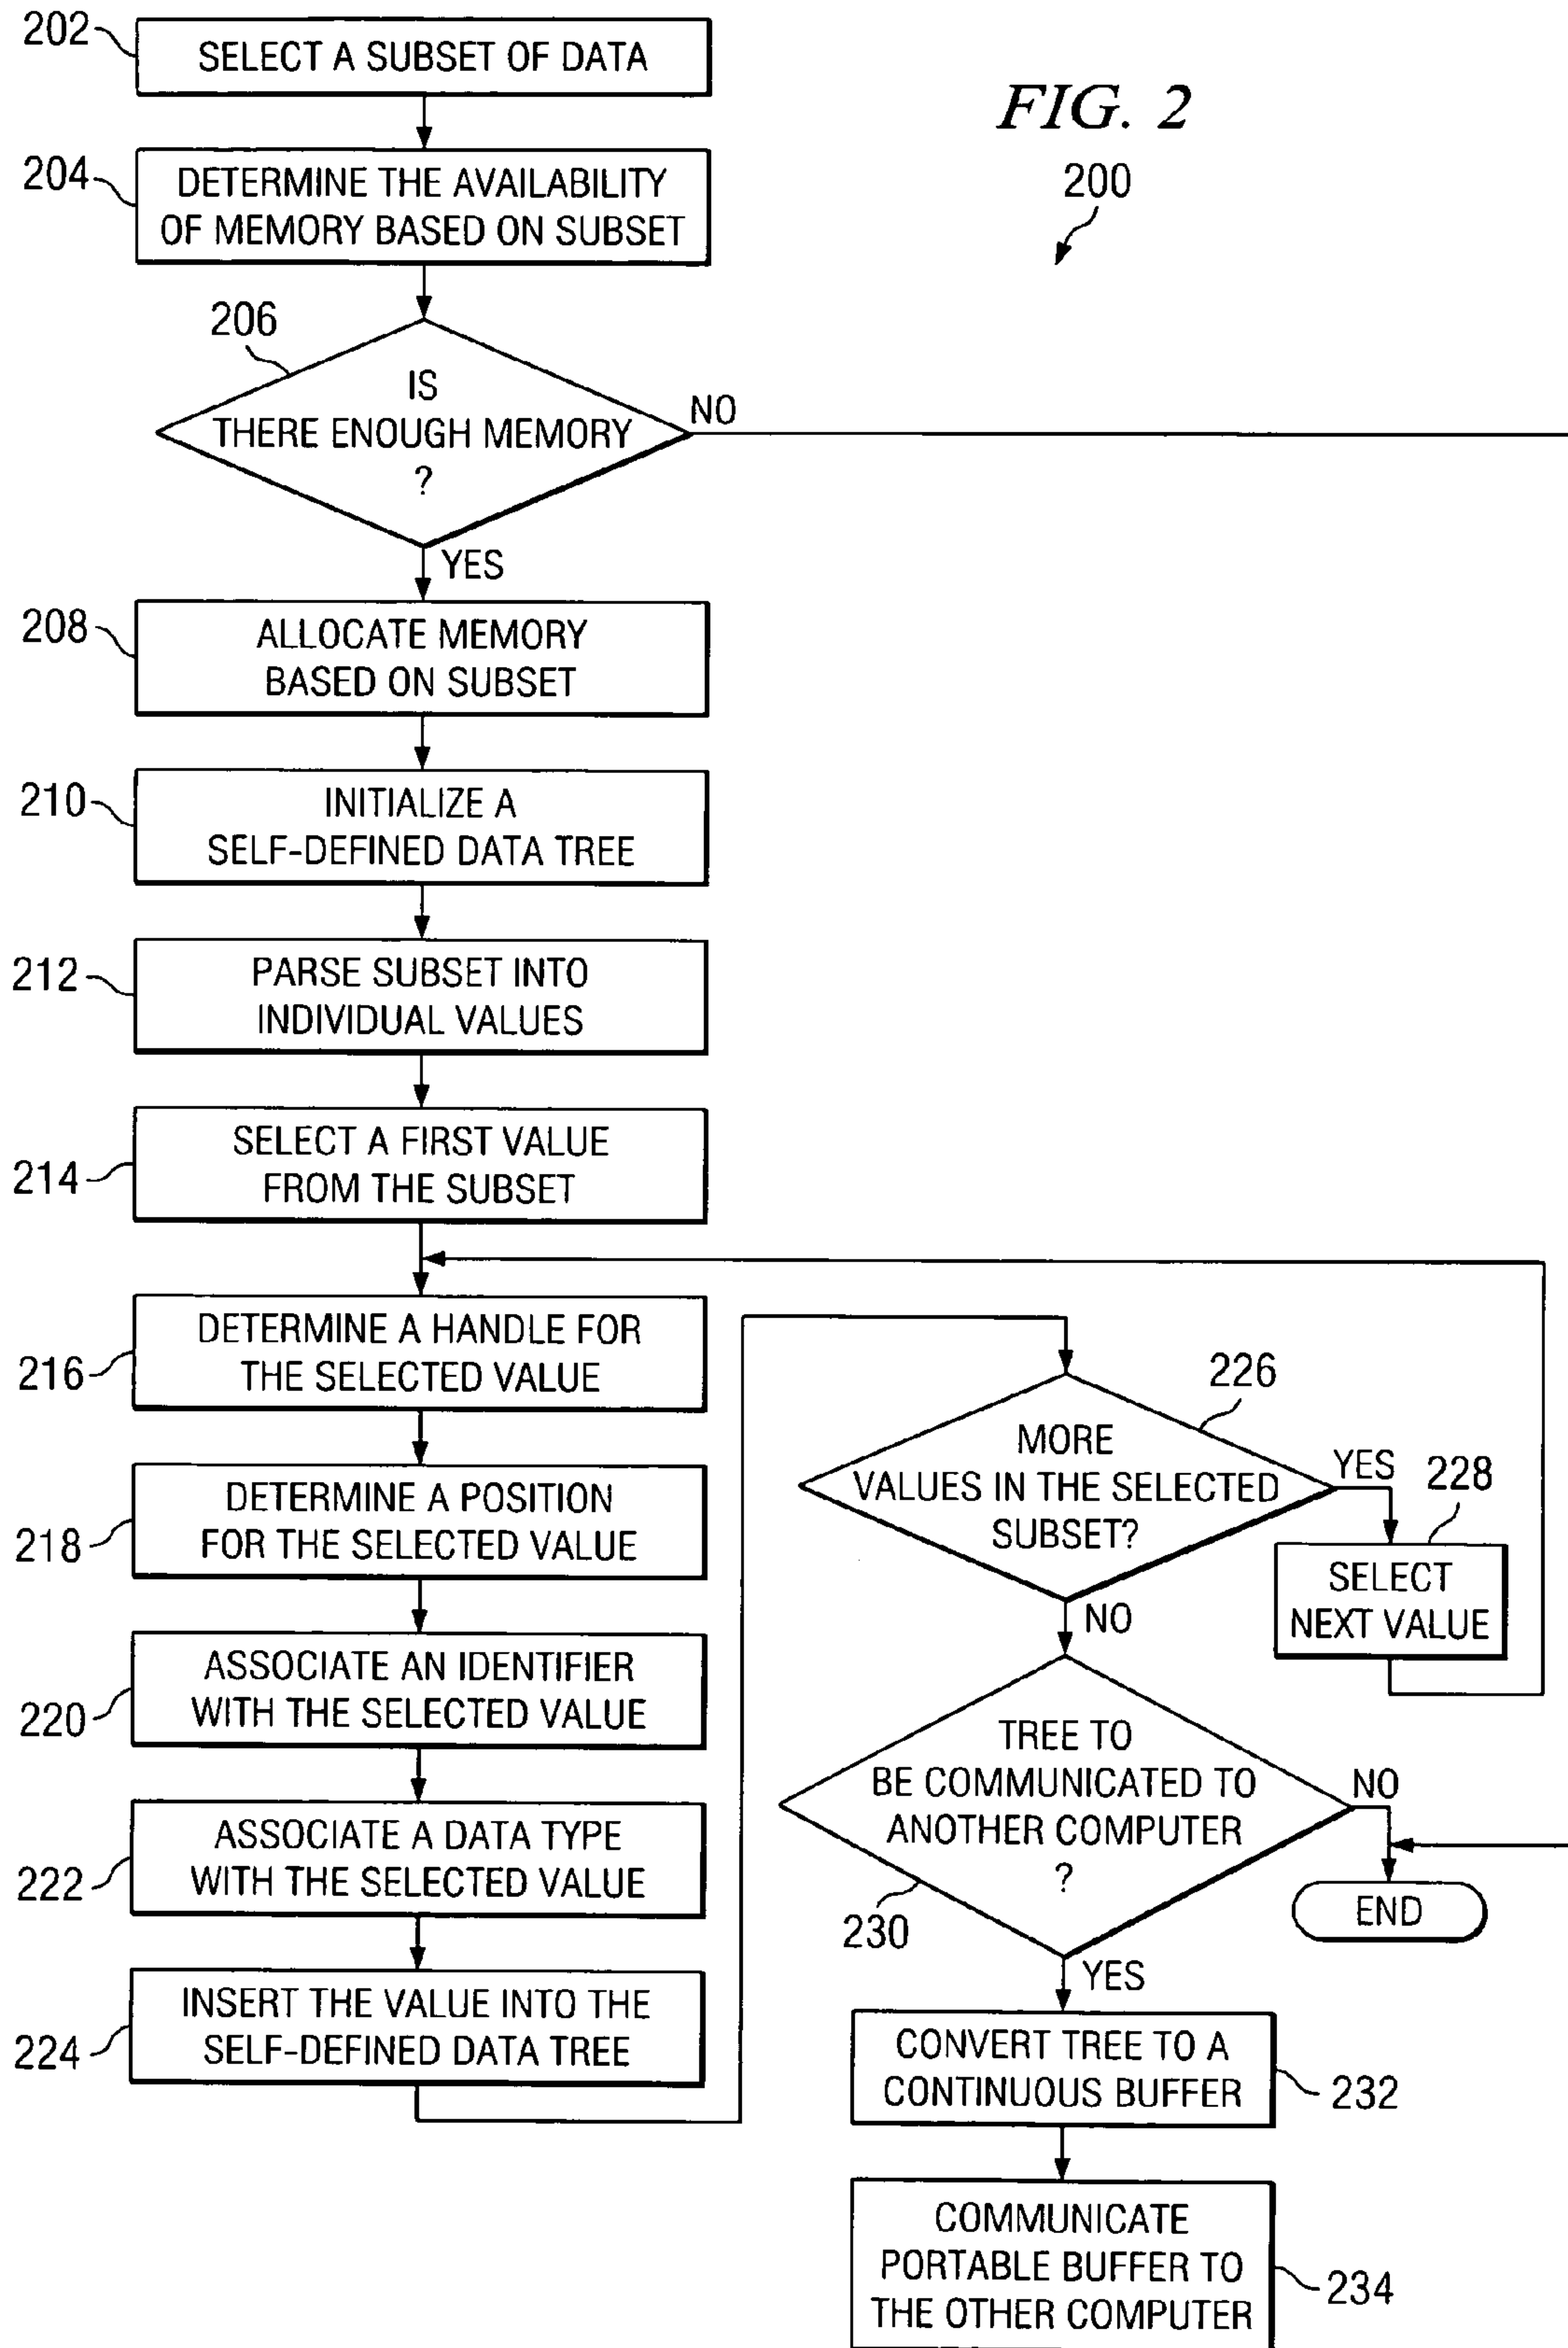 202
SELECT A SUBSET OF DATA
FIG. 2
200
204
DETERMINE THE AVAILABILITY
OF MEMORY BASED ON SUBSET
206
IS
THERE ENOUGH MEMORY
?
NO
YES
208
ALLOCATE MEMORY
BASED ON SUBSET
210
INITIALIZE A
SELF-DEFINED DATA TREE
212
PARSE SUBSET INTO
INDIVIDUAL VALUES
214
SELECT A FIRST VALUE
FROM THE SUBSET
216
DETERMINE A HANDLE FOR
THE SELECTED VALUE
218
DETERMINE A POSITION
FOR THE SELECTED VALUE
220
ASSOCIATE AN IDENTIFIER
WITH THE SELECTED VALUE
222
ASSOCIATE A DATA TYPE
WITH THE SELECTED VALUE
224
INSERT THE VALUE INTO THE
SELF-DEFINED DATA TREE
226
MORE
VALUES IN THE SELECTED
SUBSET?
YES
228
SELECT
NEXT VALUE
NO
TREE TO
BE COMMUNICATED TO
ANOTHER COMPUTER
?
NO
230
END
YES
CONVERT TREE TO A
CONTINUOUS BUFFER
232
COMMUNICATE
PORTABLE BUFFER TO
THE OTHER COMPUTER
234